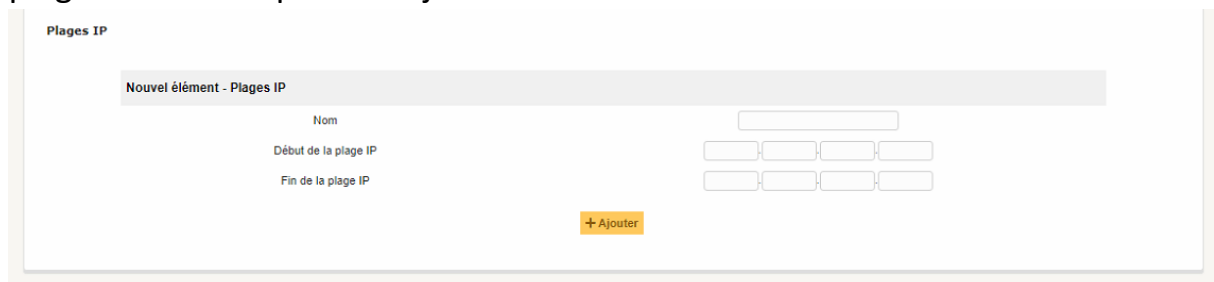 Plages IP
Nouvel élément - Plages IP
Nom
Début de la plage IP
. . .
Fin de la plage IP
. . .
+ Ajouter